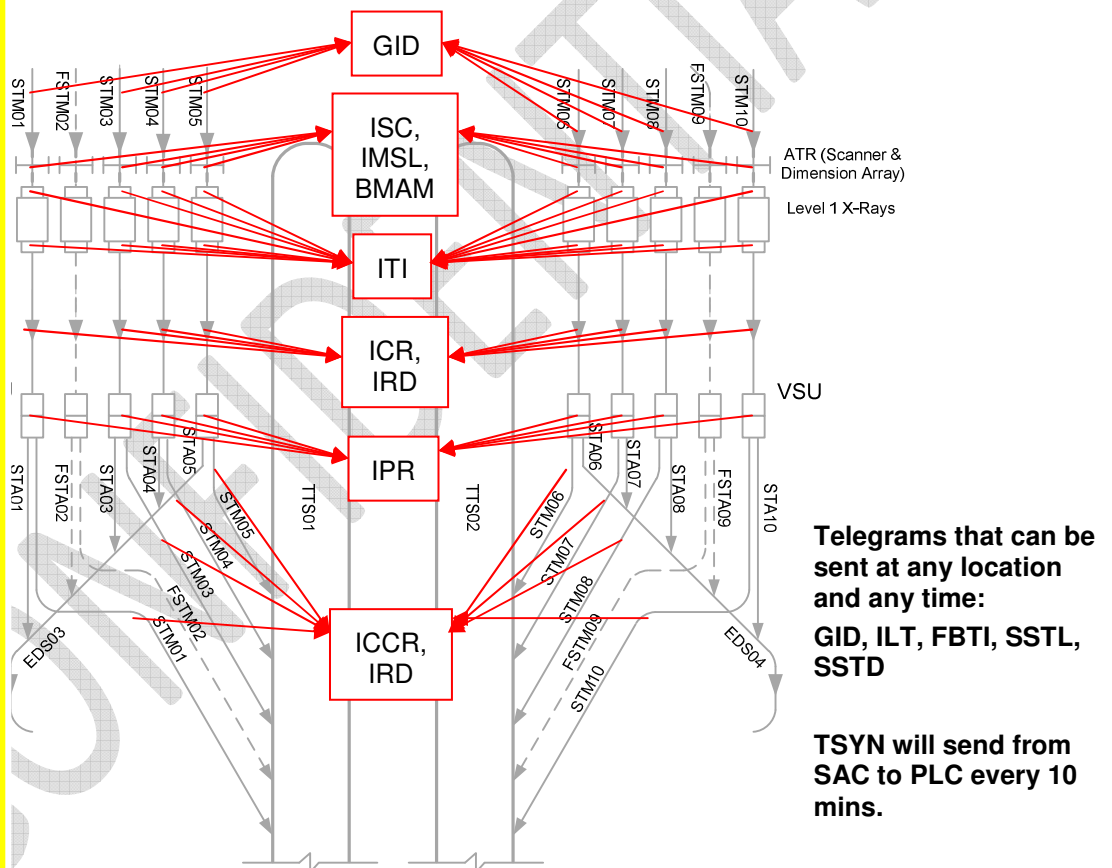 GID
STM01
FSTM02
STM03
STM04
STM05
STM06
STM07
STM08
FSTM09
STM10
ISC,
IMSL,
BMAM
ATR (Scanner &
Dimension Array)
Level 1 X-Rays
ITI
ICR,
IRD
VSU
IPR
STA01
FSTA02
STA03
STA04
STA05
STA06
STA07
STA08
FSTA09
STA10
TTS01
TTS02
STM05
STM04
STM03
FSTM02
STM01
STM06
STM07
STM08
FSTM09
STM10
EDS03
EDS04
ICCR,
IRD
Telegrams that can be
sent at any location
and any time:
GID, ILT, FBTI, SSTL,
SSTD
TSYN will send from
SAC to PLC every 10
mins.
CONFIDENTIA